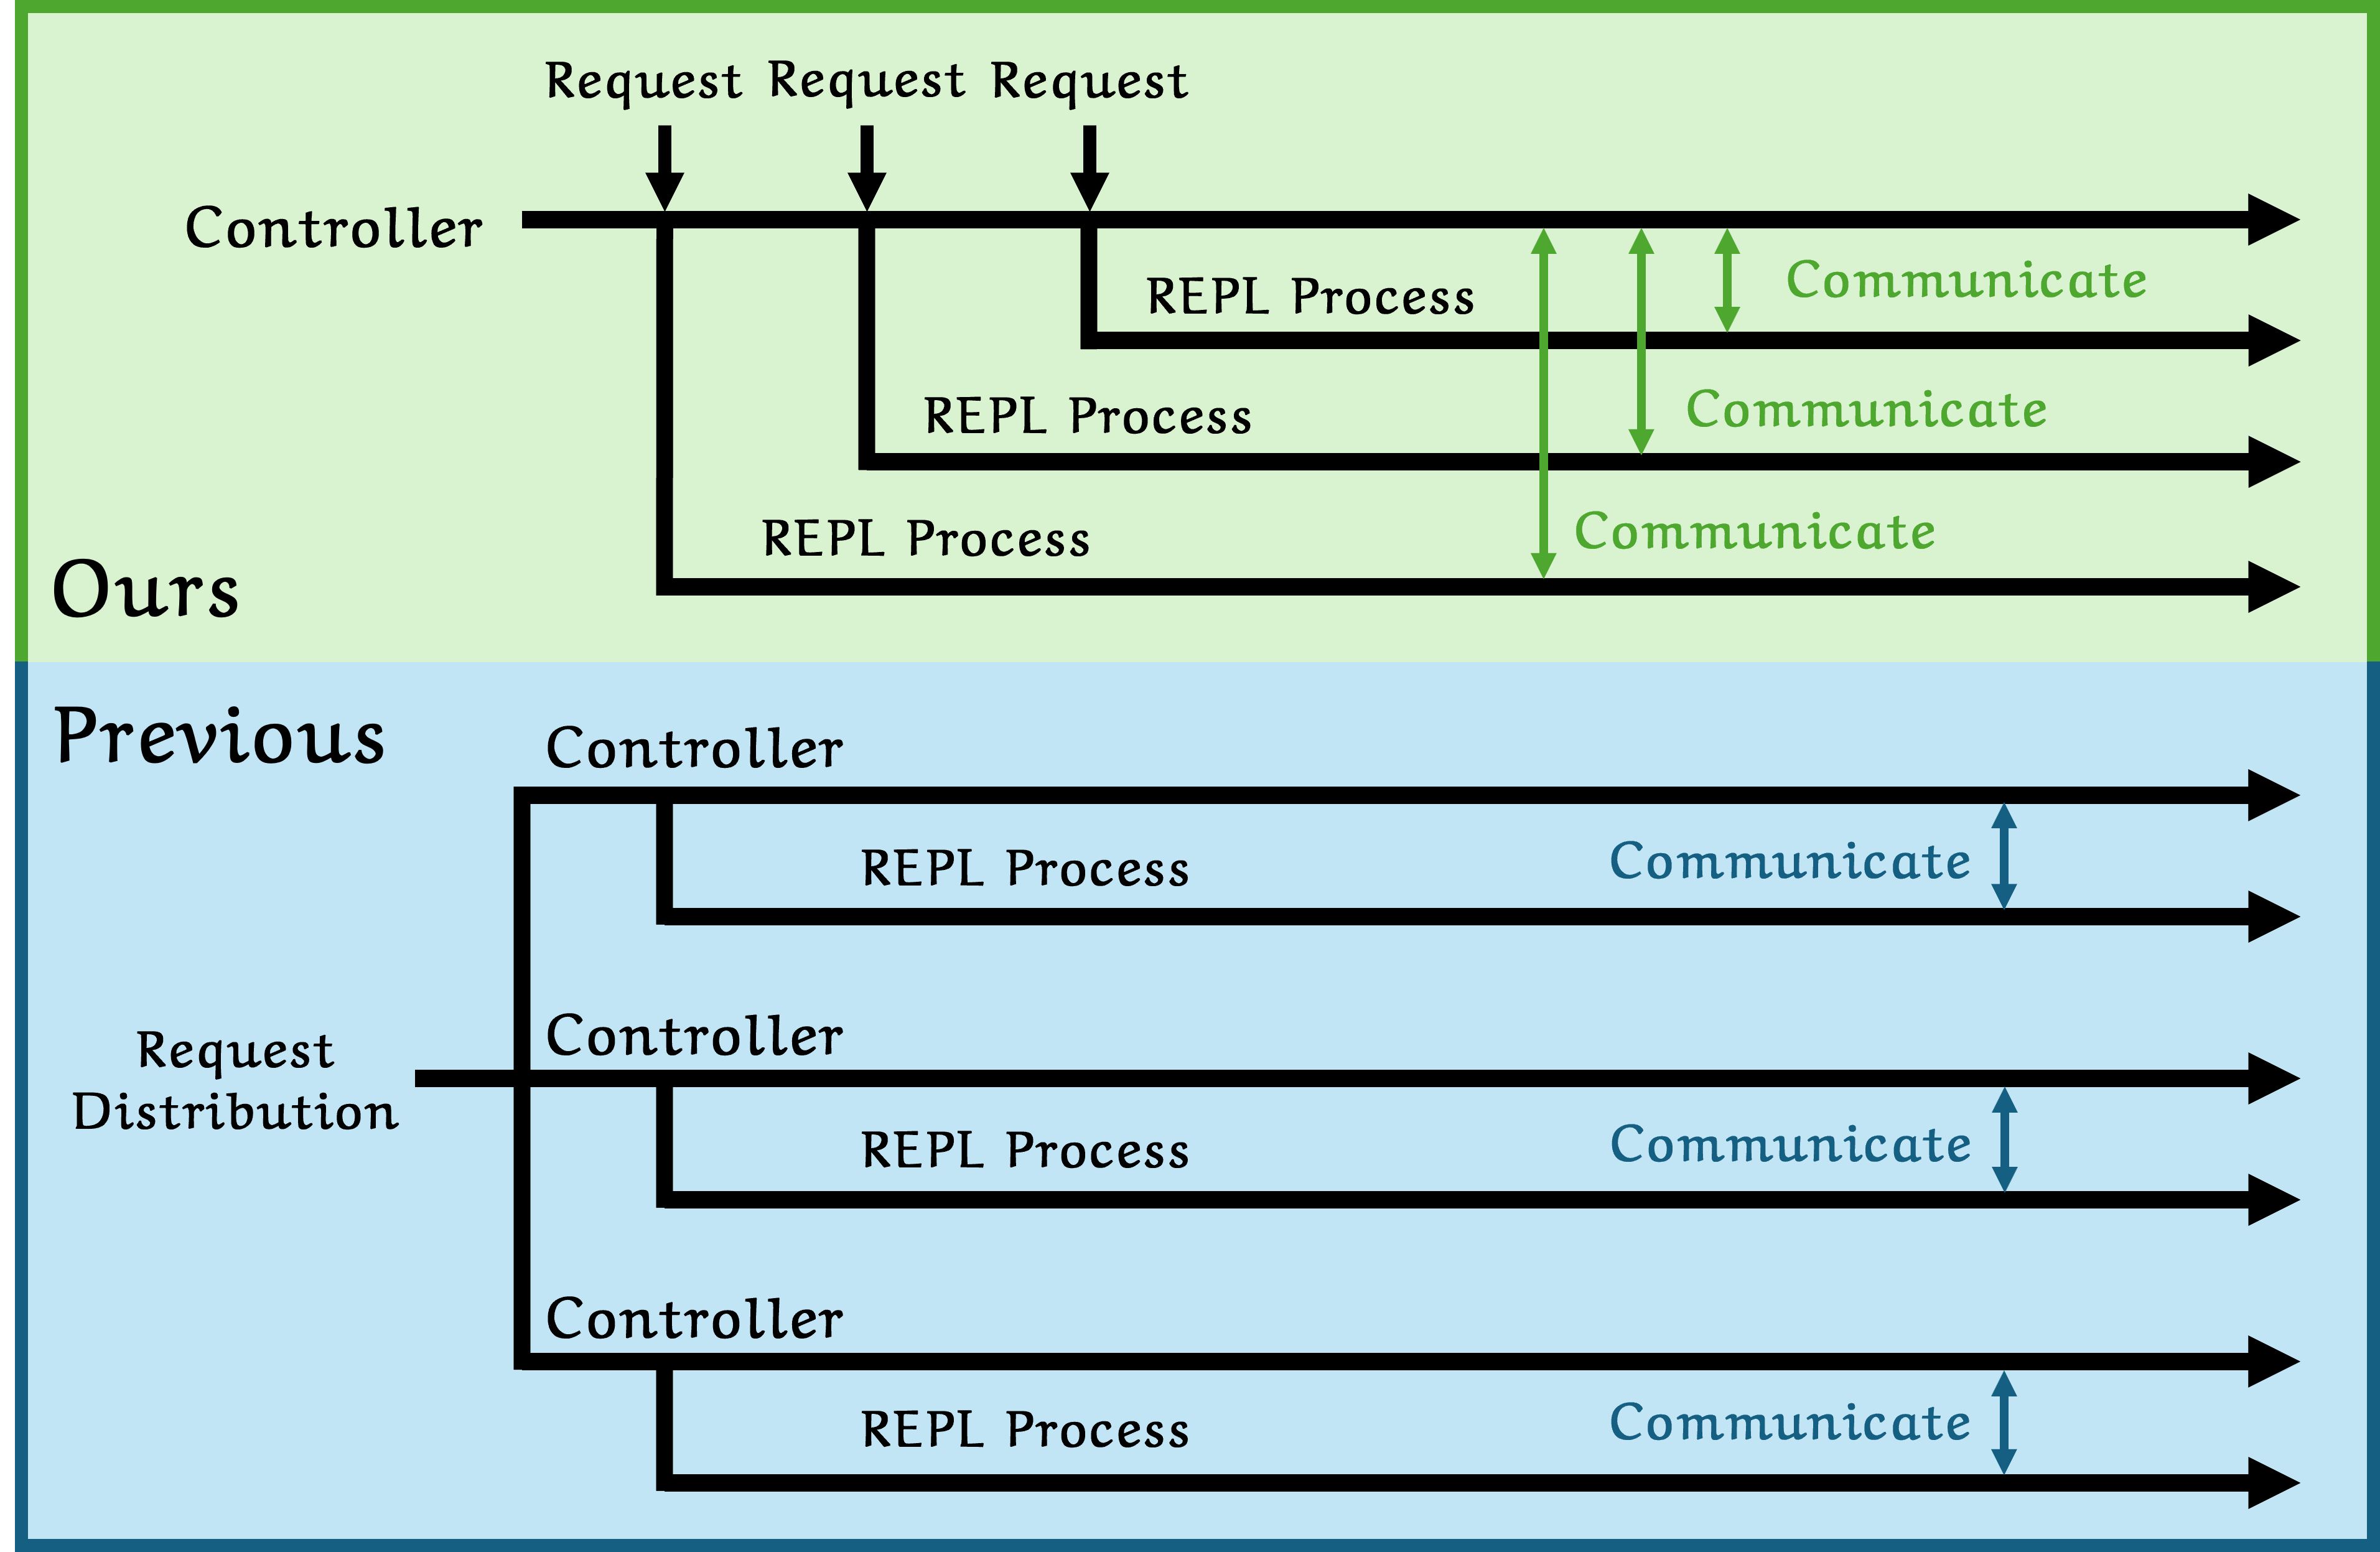 Request Request Request
Controller
REPL Process
Communicate
REPL Process
Communicate
REPL Process
Communicate
Ours
Previous
Controller
REPL Process
Communicate
Controller
Request
Distribution
REPL Process
Communicate
Controller
REPL Process
Communicate